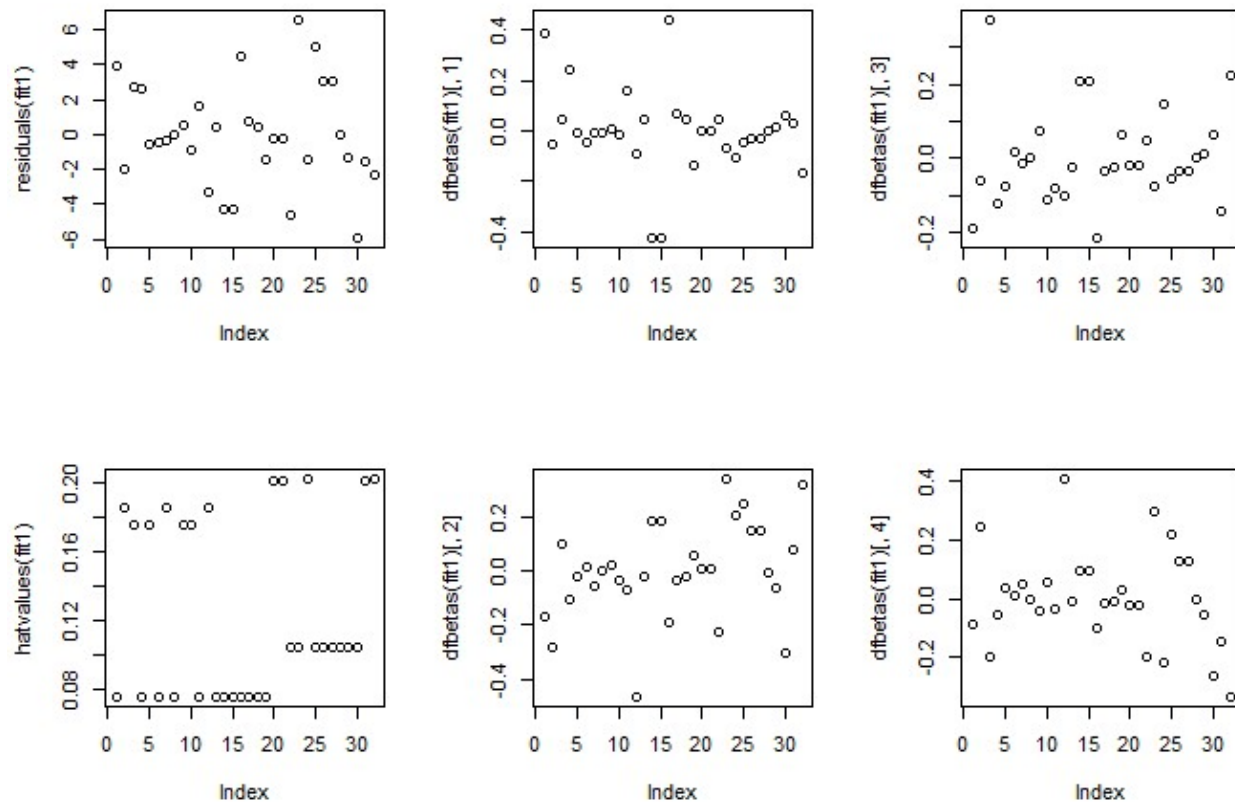 residuals(fit1)
6
4
2
0
-2
-4
-6
0 5 10 15 20 25 30
Index
dfbetas(fit1)[, 1]
0.4
0.0
-0.4
0 5 10 15 20 25 30
Index
dfbetas(fit1)[, 3]
0.2
0.0
-0.2
0 5 10 15 20 25 30
Index
hatvalues(fit1)
0.20
0.16
0.12
0.08
0 5 10 15 20 25 30
Index
dfbetas(fit1)[, 2]
0.2
0.0
-0.4
0 5 10 15 20 25 30
Index
dfbetas(fit1)[, 4]
0.4
0.2
0.0
-0.2
0 5 10 15 20 25 30
Index